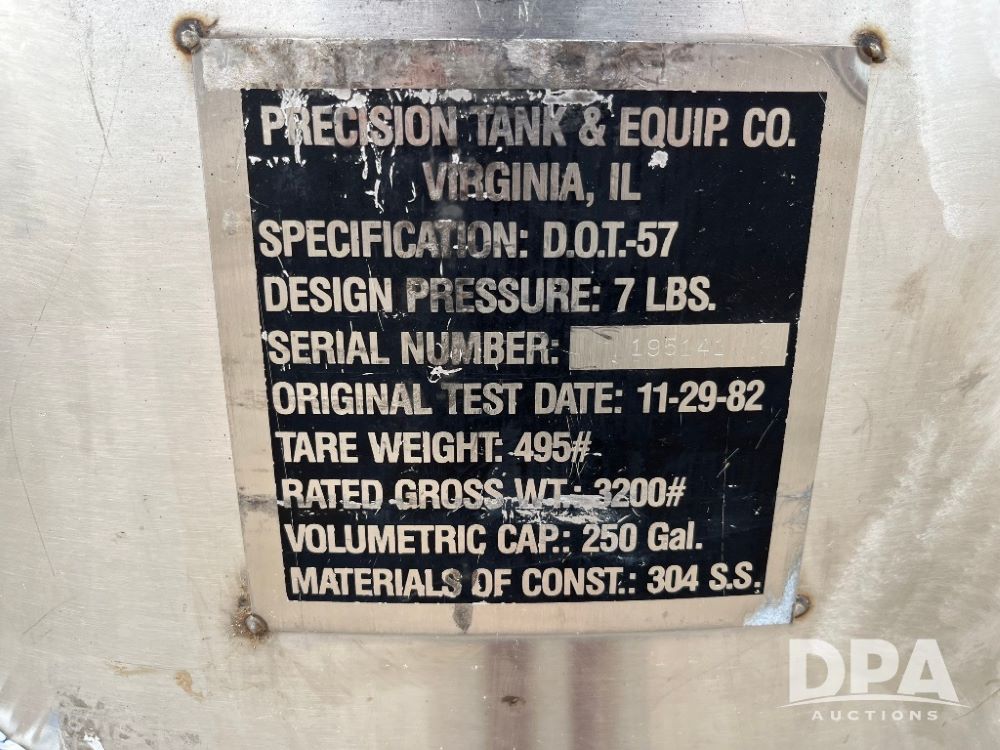 PRECISION TANK & EQUIP. CO.
VIRGINIA, IL
SPECIFICATION: D.O.T.-57
DESIGN PRESSURE: 7 LBS.
SERIAL NUMBER: 195141
ORIGINAL TEST DATE: 11-29-82
TARE WEIGHT: 495#
RATED GROSS WT.: 3200#
VOLUMETRIC CAP.: 250 Gal.
MATERIALS OF CONST.: 304 S.S.
DPA
AUCTIONS